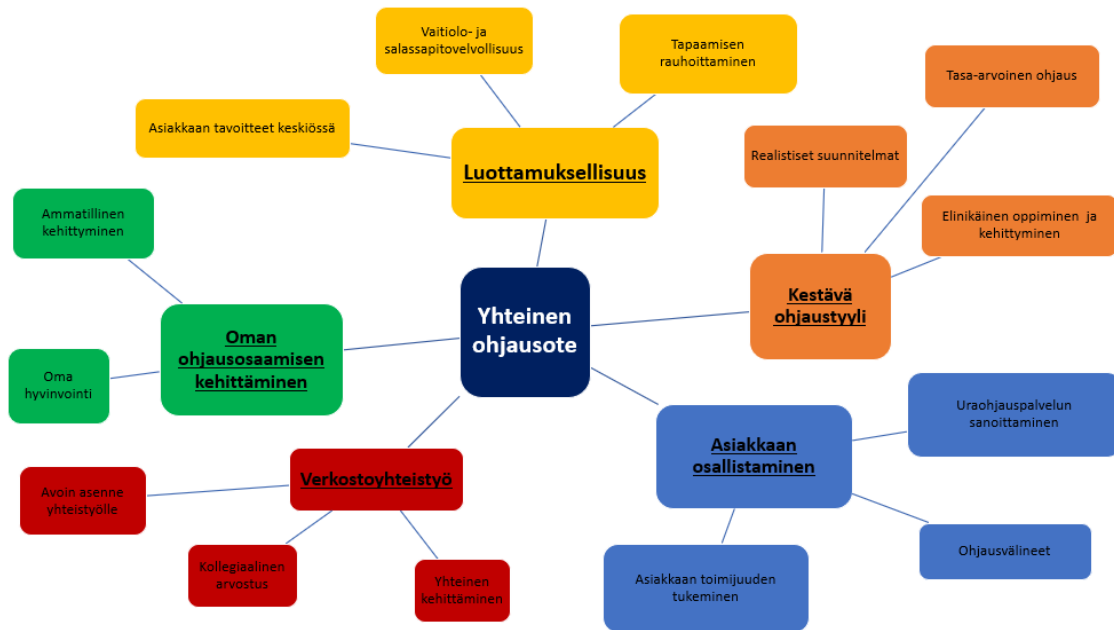 Vaitiolo- ja
salassapitovelvollisuus
Tapaamisen
rauhoittaminen
Tasa-arvoinen ohjaus
Asiakkaan tavoitteet keskiössä
Luottamuksellisuus
Realistiset suunnitelmat
Ammatillinen
kehittyminen
Elinikäinen oppiminen ja
kehittyminen
Kestävä
ohjaustyyli
Yhteinen
ohjausote
Oman
ohjausosaamisen
kehittäminen
Oma
hyvinvointi
Uraohjauspalvelun
sanoittaminen
Asiakkaan
osallistaminen
Verkostoyhteistyö
Avoin asenne
yhteistyölle
Kollegiaalinen
arvostus
Yhteinen
kehittäminen
Asiakkaan toimijuuden
tukeminen
Ohjausvälineet